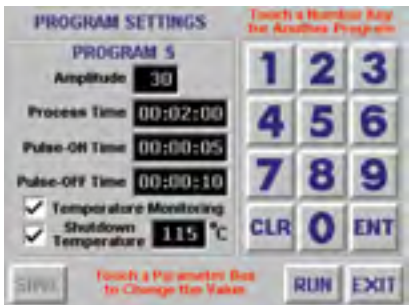 PROGRAM SETTINGS
Touch a Number Key
for Another Program
PROGRAM 5
Amplitude 30
Process Time 00:02:00
Pulse-ON Time 00:00:05
Pulse-OFF Time 00:00:10
Temperature Monitoring
Shutdown
Temperature 115 °C
1 2 3
4 5 6
7 8 9
CLR 0 ENT
SAVE
Touch a Parameter Box
to Change the Value
RUN EXIT